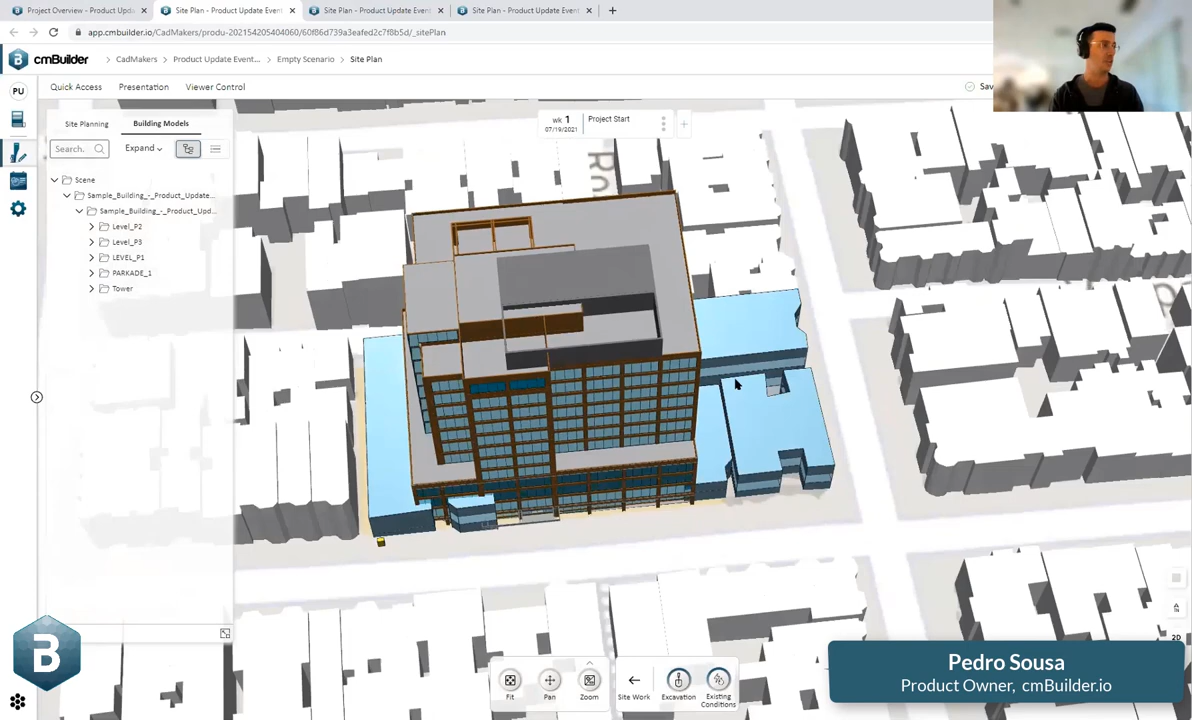 Project Overview - Product Upda
Site Plan - Product Update Event
Site Plan - Product Update Event
Site Plan - Product Update Event
app.cmbuilder.io/CadMakers/produ-202154205404060/60f86d739a3eafed2c7f8b5d/_sitePlan
B cmBuilder
CadMakers
Product Update Event...
Empty Scenario
Site Plan
PU
Quick Access
Presentation
Viewer Control
Sav
Site Planning
Building Models
wk 1
07/19/2021
Project Start
Search.
Expand
Scene
Sample_Building_-_Product_Update...
Sample_Building_-_Product_Upd...
Level_P2
Level_P3
LEVEL_P1
PARKADE_1
Tower
Ro
2D
B
Fit
Pan
Zoom
Site Work
Excavation
Existing
Conditions
Pedro Sousa
Product Owner, cmBuilder.io